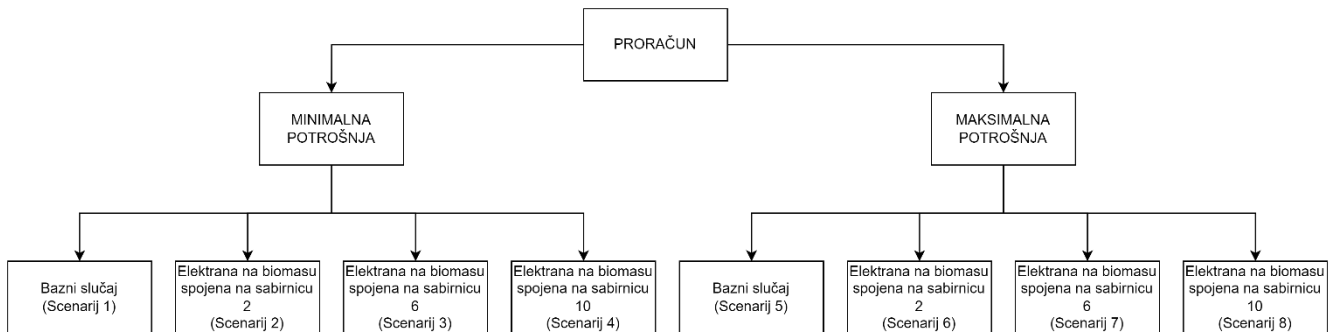 PRORAČUN
MINIMALNA
POTROŠNJA
MAKSIMALNA
POTROŠNJA
Bazni slučaj
(Scenarij 1)
Elektrana na biomasu
spojena na sabirnicu
2
(Scenarij 2)
Elektrana na biomasu
spojena na sabirnicu
6
(Scenarij 3)
Elektrana na biomasu
spojena na sabirnicu
10
(Scenarij 4)
Bazni slučaj
(Scenarij 5)
Elektrana na biomasu
spojena na sabirnicu
2
(Scenarij 6)
Elektrana na biomasu
spojena na sabirnicu
6
(Scenarij 7)
Elektrana na biomasu
spojena na sabirnicu
10
(Scenarij 8)